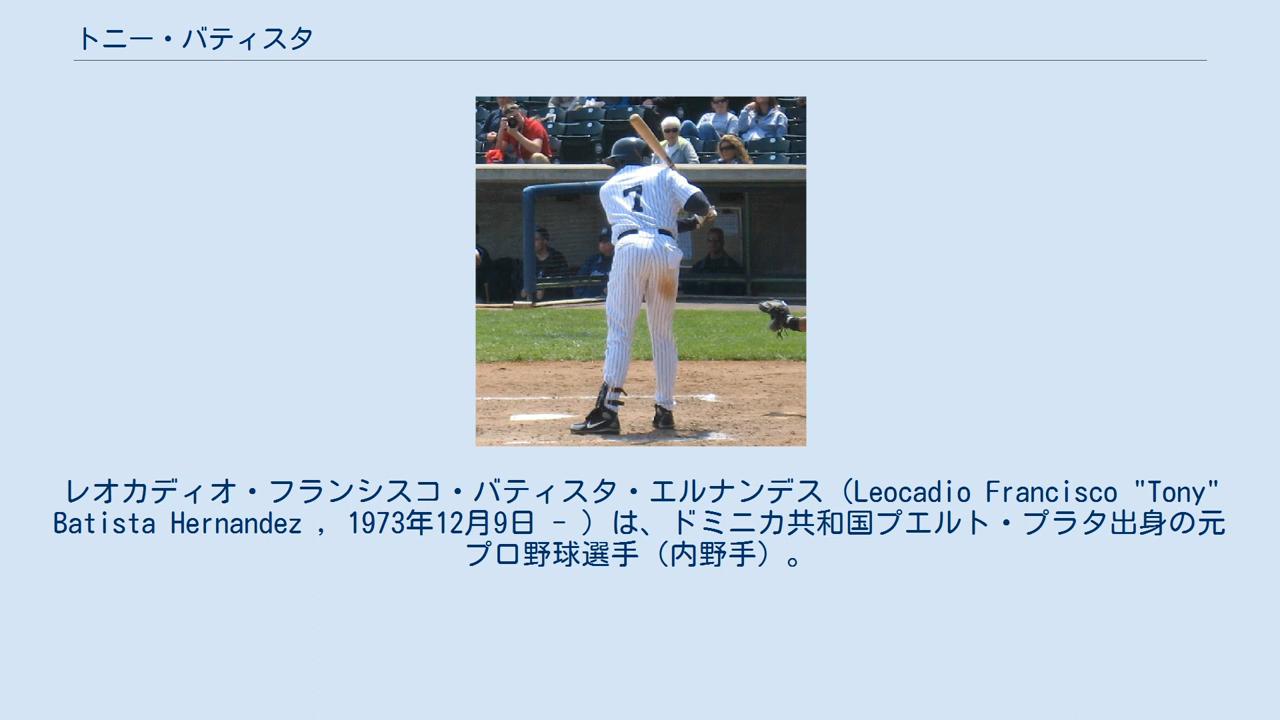 トニー・バティスタ
7
レオカディオ・フランシスコ・バティスタ・エルナンデス（Leocadio Francisco "Tony"
Batista Hernandez , 1973年12月9日 - ）は、ドミニカ共和国プエルト・プラタ出身の元
プロ野球選手（内野手）。